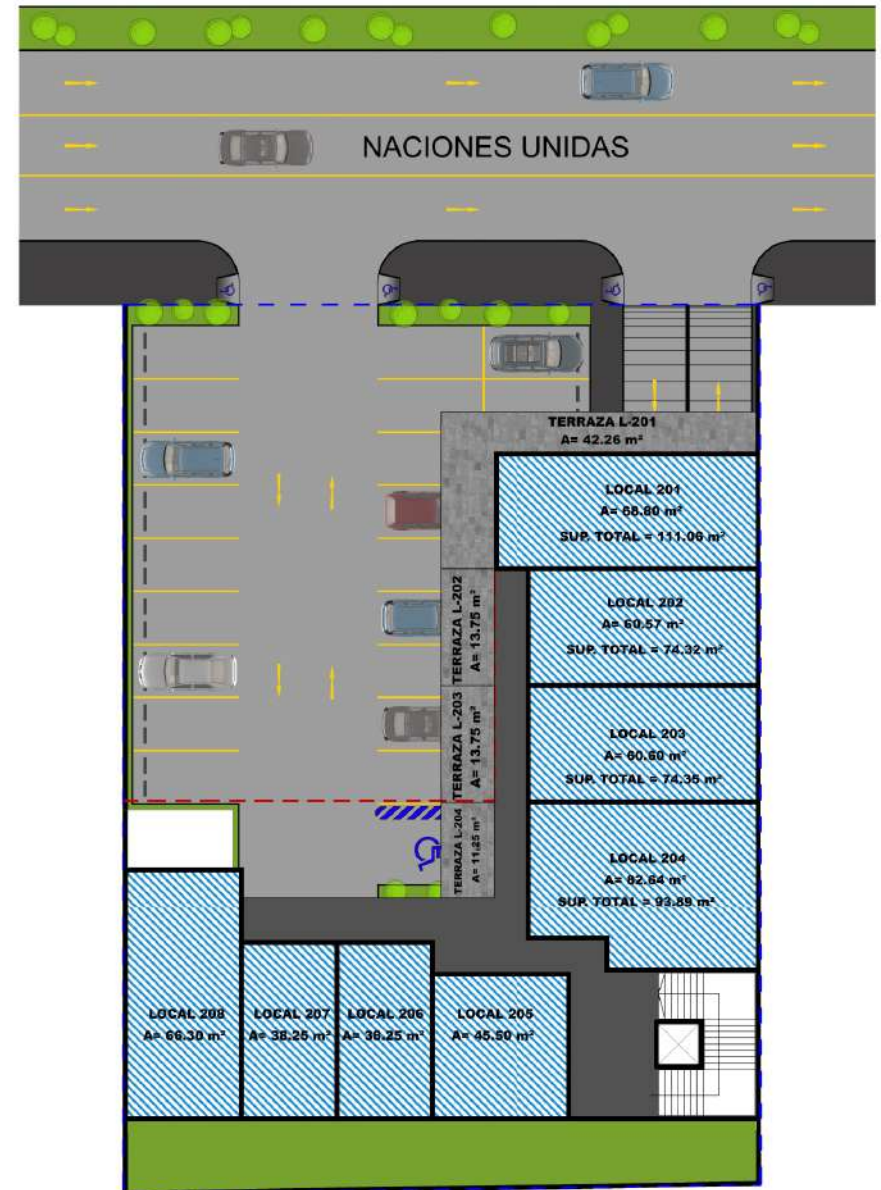 NACIONES UNIDAS
TERRAZA L-201
A= 42.26 m²
LOCAL 201
A= 68.80 m²
SUP. TOTAL = 111.06 m²
TERRAZA L-202
A= 13.75 m²
LOCAL 202
A= 60.57 m²
SUP. TOTAL = 74.32 m²
TERRAZA L-203
A= 13.75 m²
LOCAL 203
A= 60.60 m²
SUP. TOTAL = 74.35 m²
TERRAZA L-204
A= 11.25 m²
LOCAL 204
A= 82.64 m²
SUP. TOTAL = 93.89 m²
LOCAL 208
A= 66.30 m²
LOCAL 207
A= 38.25 m²
LOCAL 206
A= 38.25 m²
LOCAL 205
A= 45.50 m²